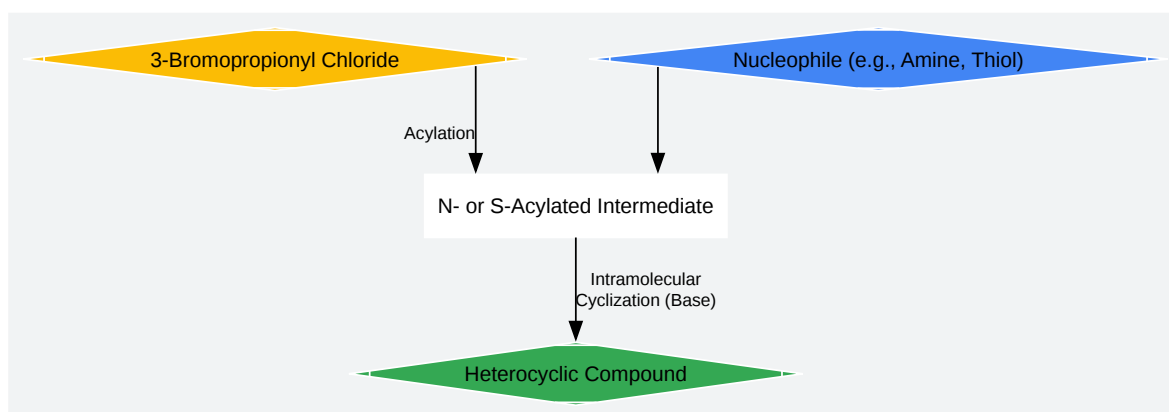 3-Bromopropionyl Chloride
Nucleophile (e.g., Amine, Thiol)
Acylation
N- or S-Acylated Intermediate
Intramolecular
Cyclization (Base)
Heterocyclic Compound